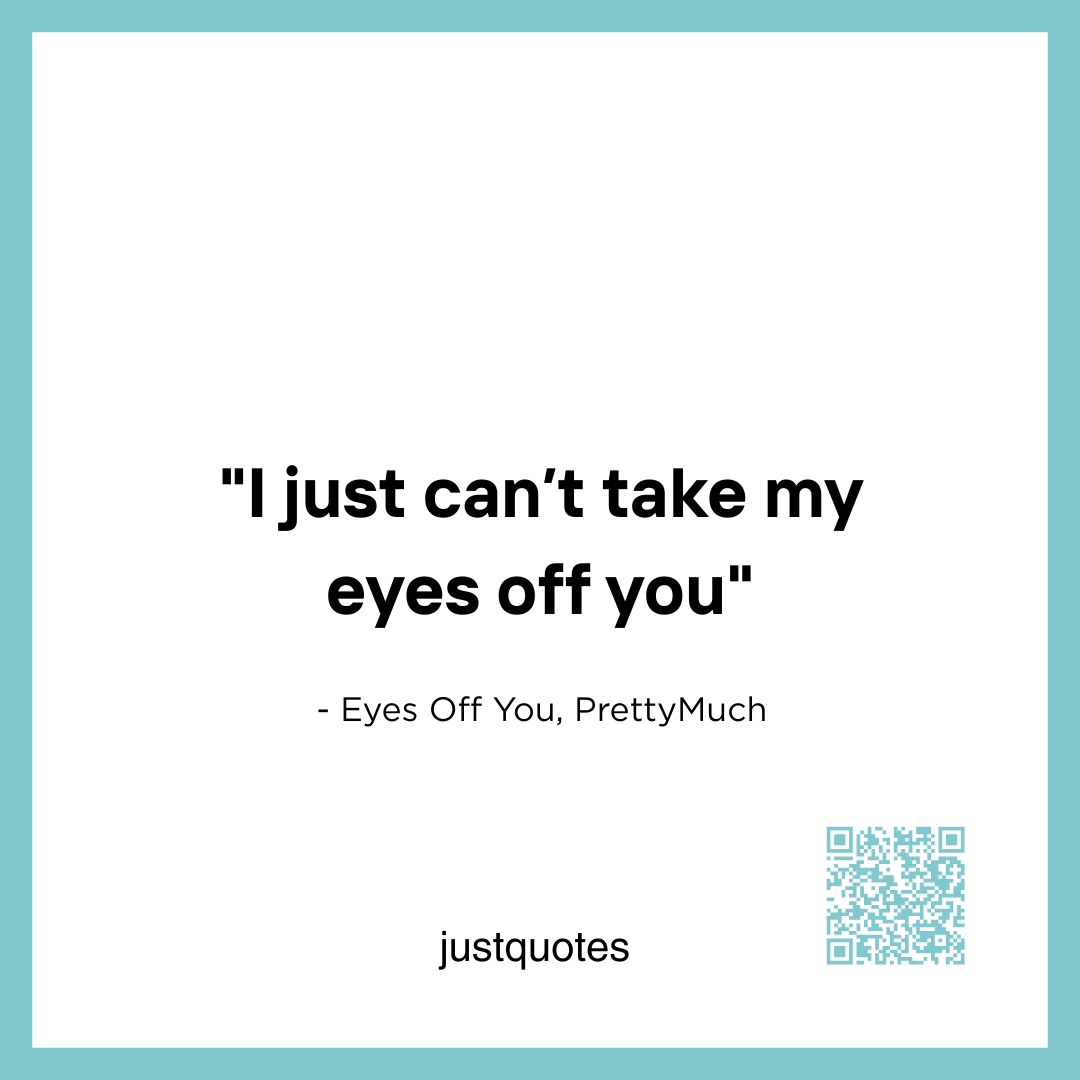 "I just can’t take my
eyes off you"
- Eyes Off You, PrettyMuch
justquotes